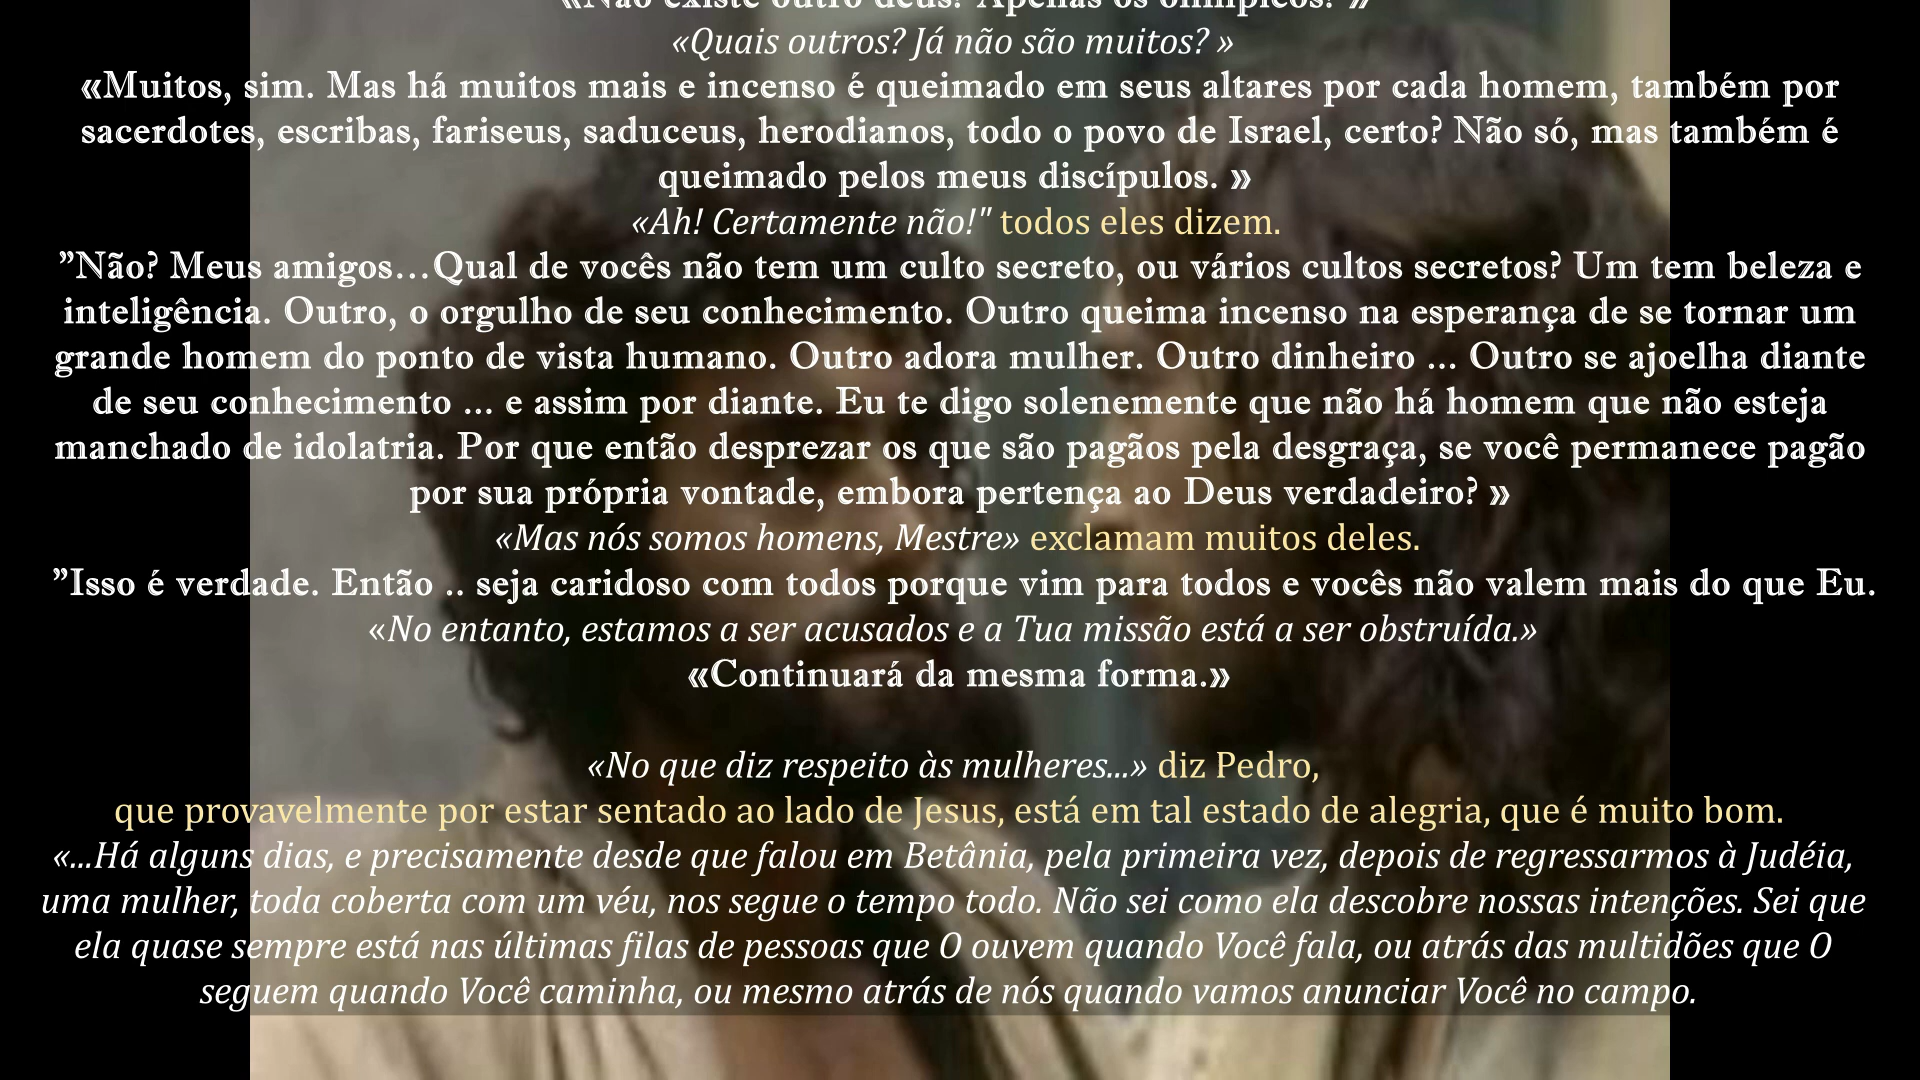 «Não existe outro deus? Apenas os olímpicos? »
«Quais outros? Já não são muitos? »
«Muitos, sim. Mas há muitos mais e incenso é queimado em seus altares por cada homem, também por
sacerdotes, escribas, fariseus, saduceus, herodianos, todo o povo de Israel, certo? Não só, mas também é
queimado pelos meus discípulos. »
«Ah! Certamente não!" todos eles dizem.
”Não? Meus amigos…Qual de vocês não tem um culto secreto, ou vários cultos secretos? Um tem beleza e
inteligência. Outro, o orgulho de seu conhecimento. Outro queima incenso na esperança de se tornar um
grande homem do ponto de vista humano. Outro adora mulher. Outro dinheiro ... Outro se ajoelha diante
de seu conhecimento ... e assim por diante. Eu te digo solenemente que não há homem que não esteja
manchado de idolatria. Por que então desprezar os que são pagãos pela desgraça, se você permanece pagão
por sua própria vontade, embora pertença ao Deus verdadeiro? »
«Mas nós somos homens, Mestre» exclamam muitos deles.
”Isso é verdade. Então .. seja caridoso com todos porque vim para todos e vocês não valem mais do que Eu.
«No entanto, estamos a ser acusados e a Tua missão está a ser obstruída.»
«Continuará da mesma forma.»
«No que diz respeito às mulheres...» diz Pedro,
que provavelmente por estar sentado ao lado de Jesus, está em tal estado de alegria, que é muito bom.
«...Há alguns dias, e precisamente desde que falou em Betânia, pela primeira vez, depois de regressarmos à Judéia,
uma mulher, toda coberta com um véu, nos segue o tempo todo. Não sei como ela descobre nossas intenções. Sei que
ela quase sempre está nas últimas filas de pessoas que O ouvem quando Você fala, ou atrás das multidões que O
seguem quando Você caminha, ou mesmo atrás de nós quando vamos anunciar Você no campo.